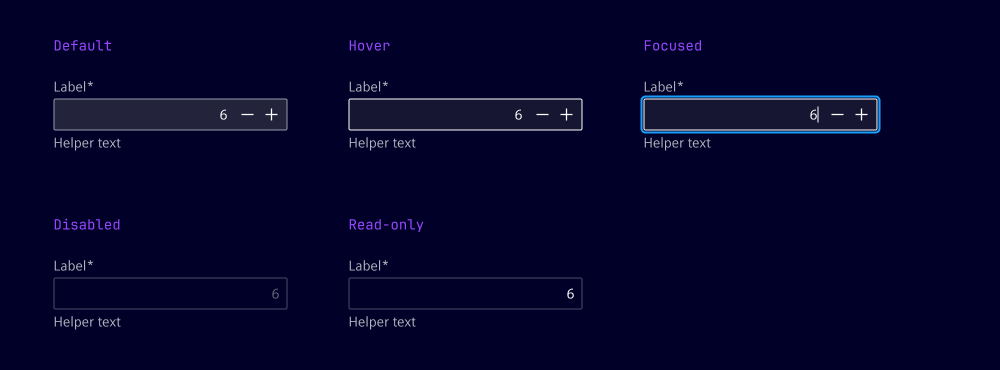 Default Hover Focused
Label* Label* Label*
6 − + 6 − + 6 − +
Helper text Helper text Helper text
Disabled Read-only
Label* Label*
6 6
Helper text Helper text